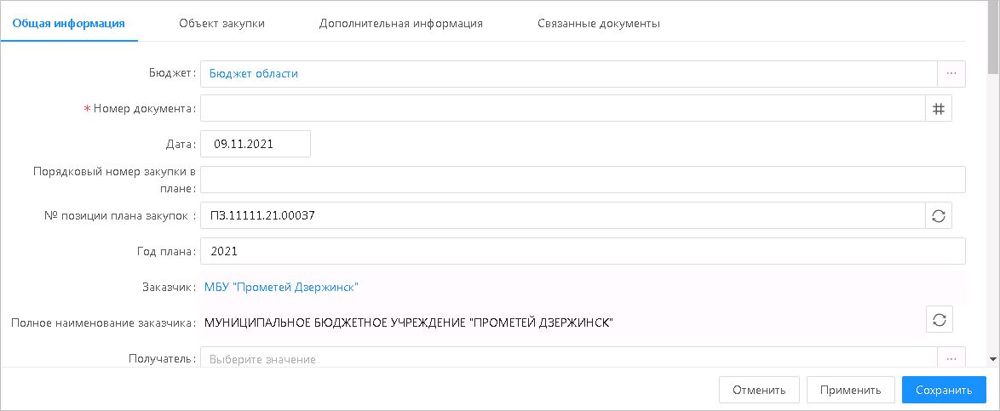 Общая информация Объект закупки Дополнительная информация Связанные документы
Бюджет: Бюджет области ...
* Номер документа: #
Дата: 09.11.2021
Порядковый номер закупки в
плане:
№ позиции плана закупок : ПЗ.11111.21.00037
Год плана: 2021
Заказчик: МБУ "Прометей Дзержинск"
Полное наименование заказчика: МУНИЦИПАЛЬНОЕ БЮДЖЕТНОЕ УЧРЕЖДЕНИЕ "ПРОМЕТЕЙ ДЗЕРЖИНСК"
Получатель: Выберите значение ...
Отменить Применить Сохранить